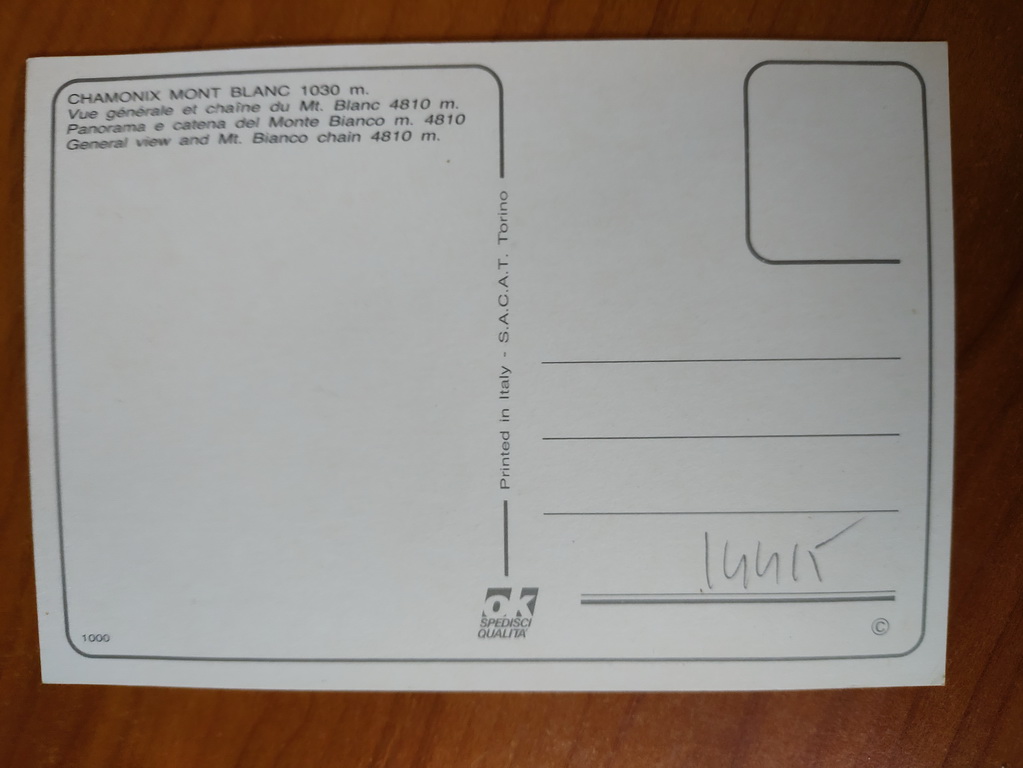 CHAMONIX MONT BLANC 1030 m.
Vue générale et chaîne du Mt. Blanc 4810 m.
Panorama e catena del Monte Bianco m. 4810
General view and Mt. Bianco chain 4810 m.
Printed in Italy - S.A.C.A.T. Torino
OK
SPEDISCI
QUALITA'
1000
©